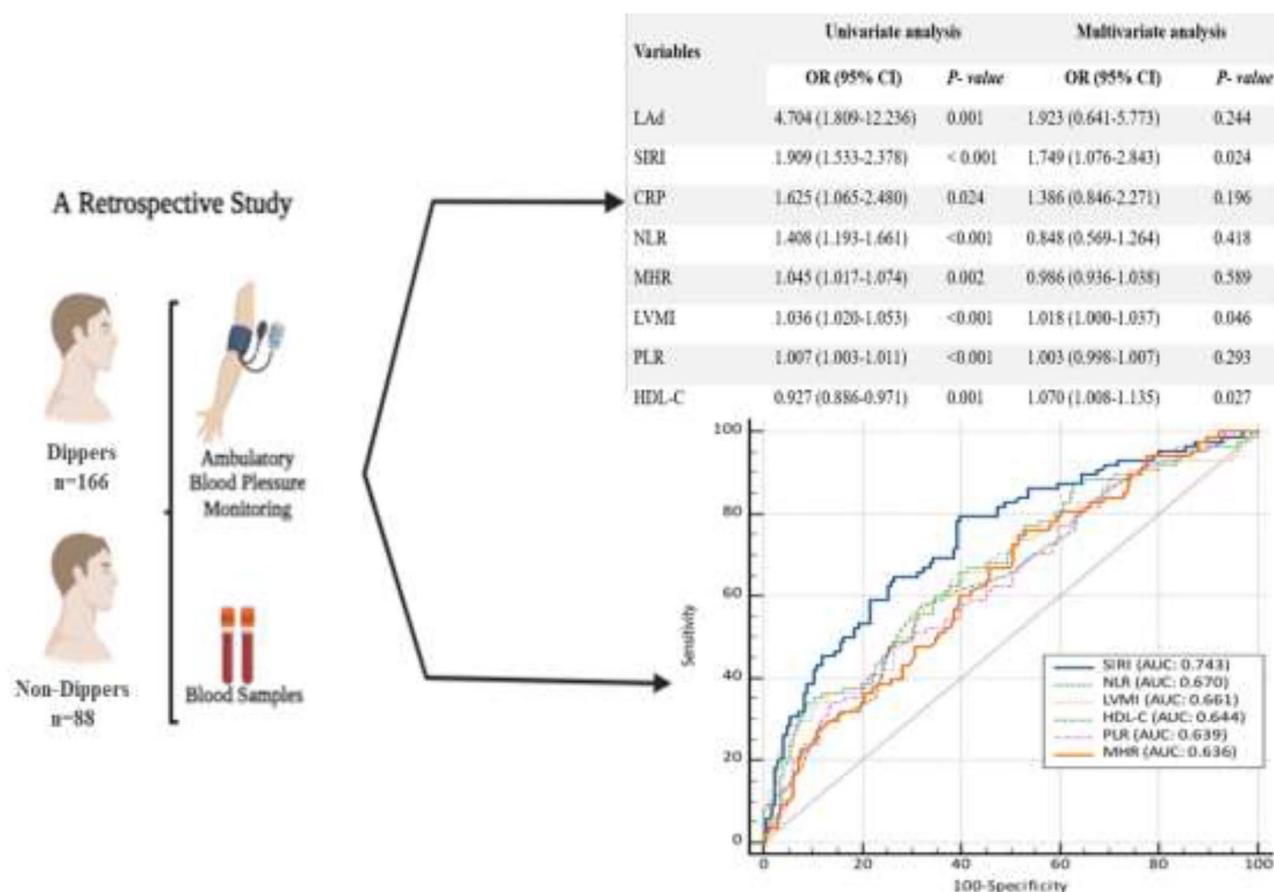 A Retrospective Study
Dippers
n=166
Non-Dippers
n=88
Ambulatory
Blood Plessure
Monitoring
Blood Samples
Variables Univariate analysis Multivariate analysis
OR (95% CI) P- value OR (95% CI) P- value
LAd 4.704 (1.809-12.236) 0.001 1.923 (0.641-5.773) 0.244
SIRI 1.909 (1.533-2.378) < 0.001 1.749 (1.076-2.843) 0.024
CRP 1.625 (1.065-2.480) 0.024 1.386 (0.846-2.271) 0.196
NLR 1.408 (1.193-1.661) <0.001 0.848 (0.569-1.264) 0.418
MHR 1.045 (1.017-1.074) 0.002 0.986 (0.936-1.038) 0.589
LVMI 1.036 (1.020-1.053) <0.001 1.018 (1.000-1.037) 0.046
PLR 1.007 (1.003-1.011) <0.001 1.003 (0.998-1.007) 0.293
HDL-C 0.927 (0.886-0.971) 0.001 1.070 (1.008-1.135) 0.027
100
80
60
40
20
0
Sensitivity
SIRI (AUC: 0.743)
NLR (AUC: 0.670)
LVMI (AUC: 0.661)
HDL-C (AUC: 0.644)
PLR (AUC: 0.639)
MHR (AUC: 0.636)
0 20 40 60 80 100
100-Specificity